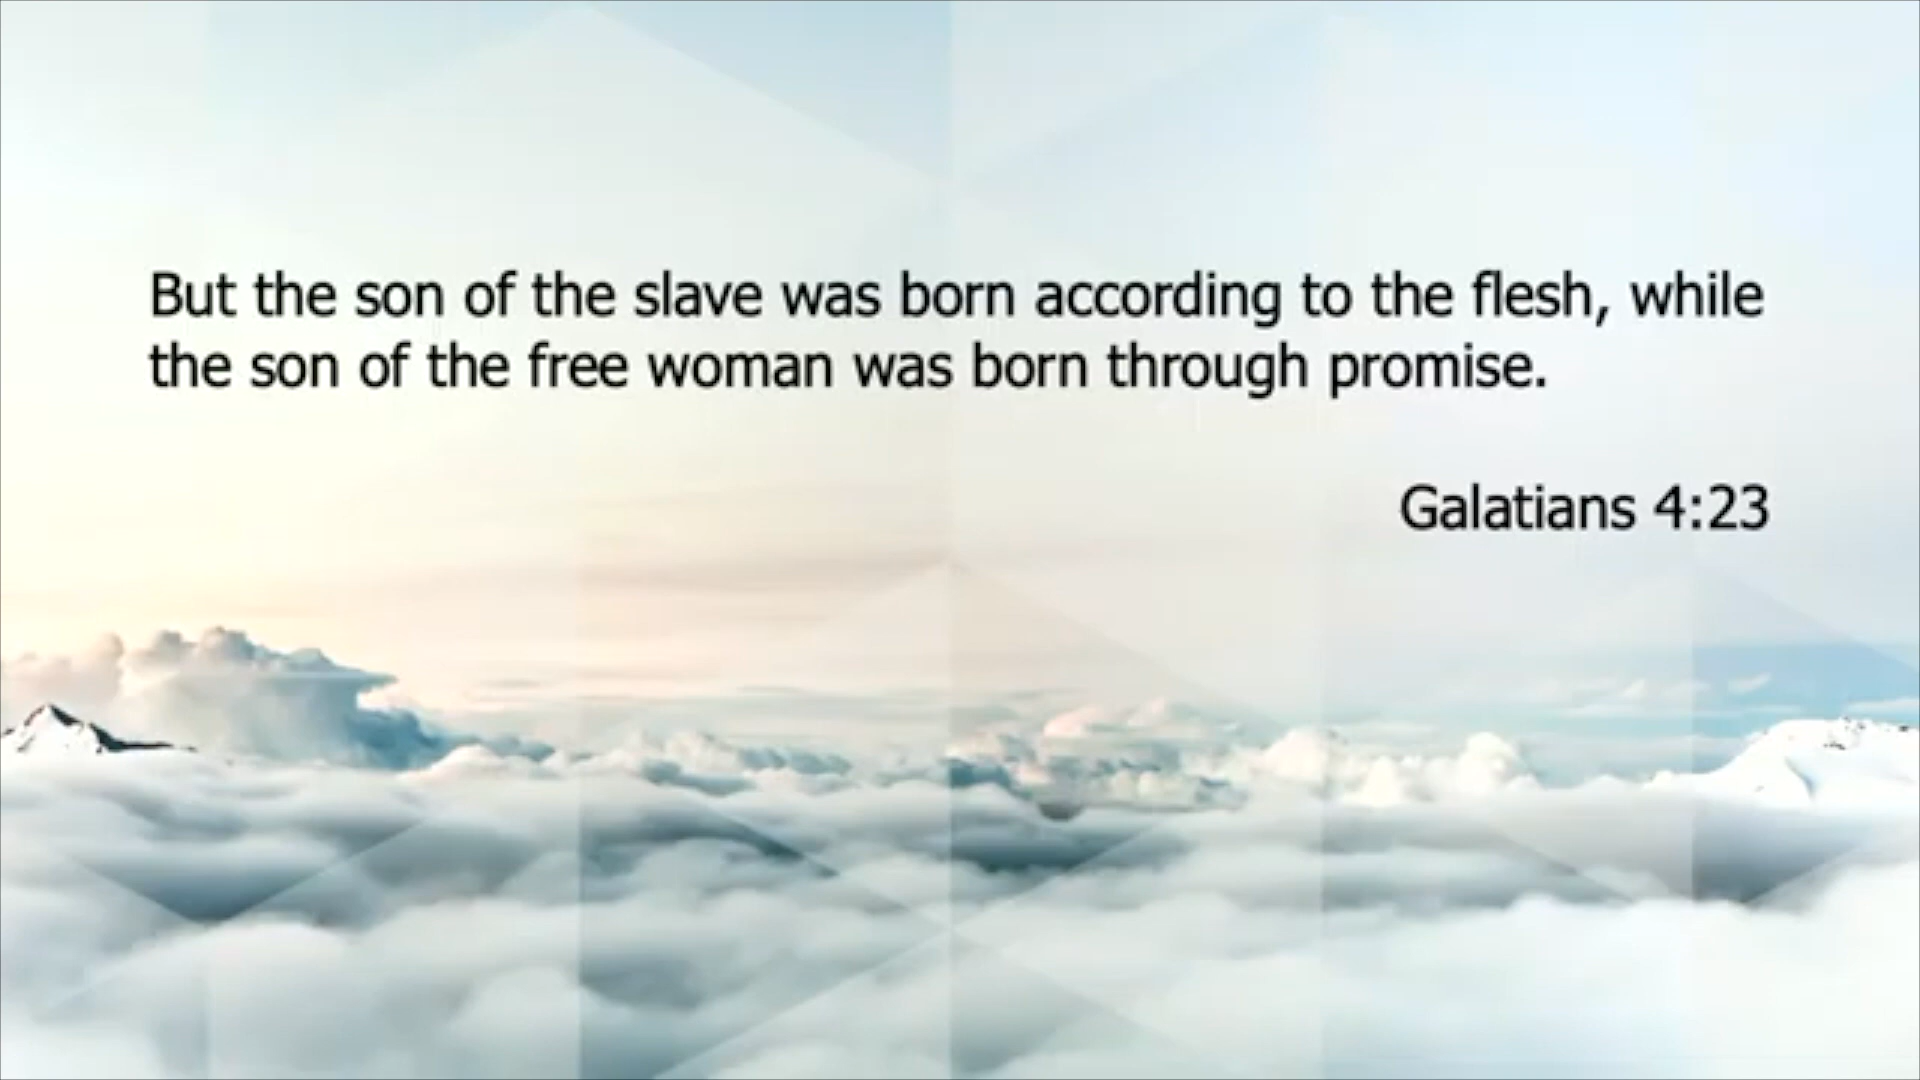 But the son of the slave was born according to the flesh, while
the son of the free woman was born through promise.
Galatians 4:23